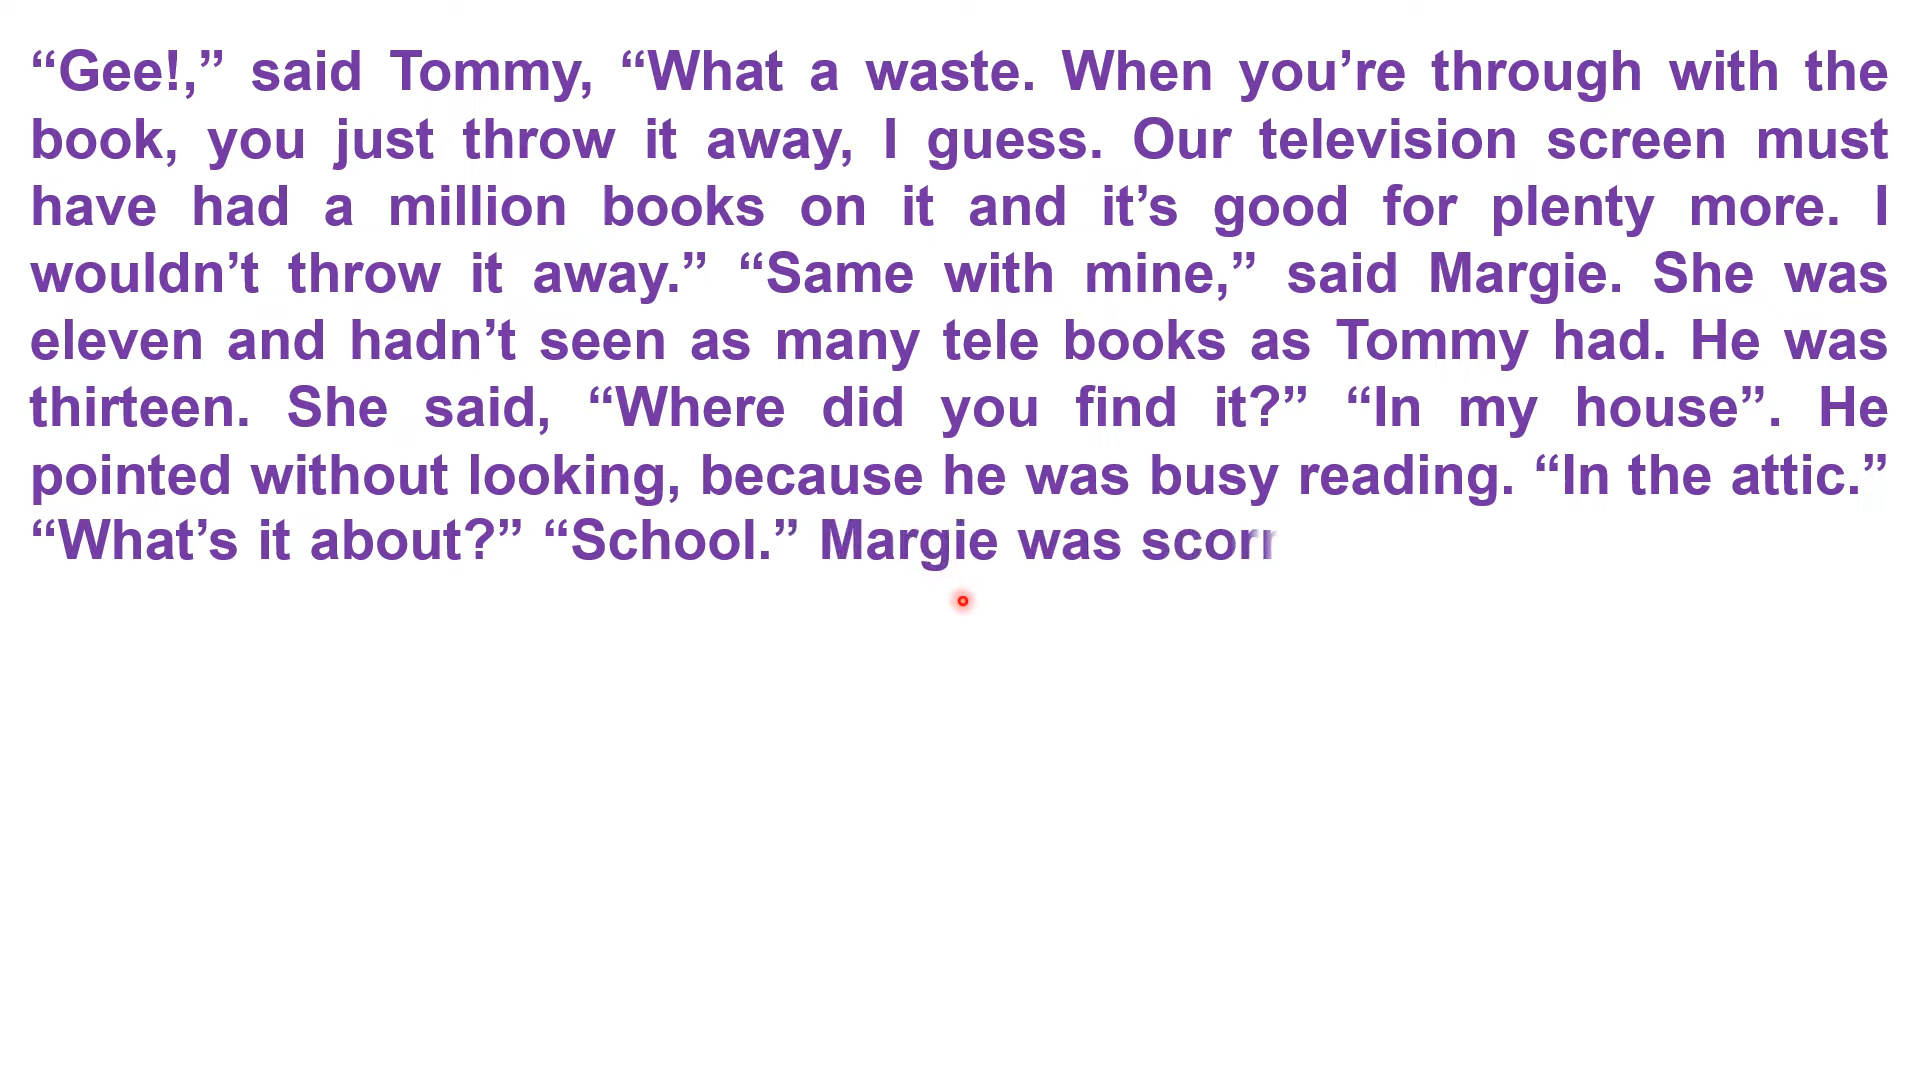 “Gee!,” said Tommy, “What a waste. When you’re through with the
book, you just throw it away, I guess. Our television screen must
have had a million books on it and it’s good for plenty more. I
wouldn’t throw it away.” “Same with mine,” said Margie. She was
eleven and hadn’t seen as many tele books as Tommy had. He was
thirteen. She said, “Where did you find it?” “In my house”. He
pointed without looking, because he was busy reading. “In the attic.”
“What’s it about?” “School.” Margie was